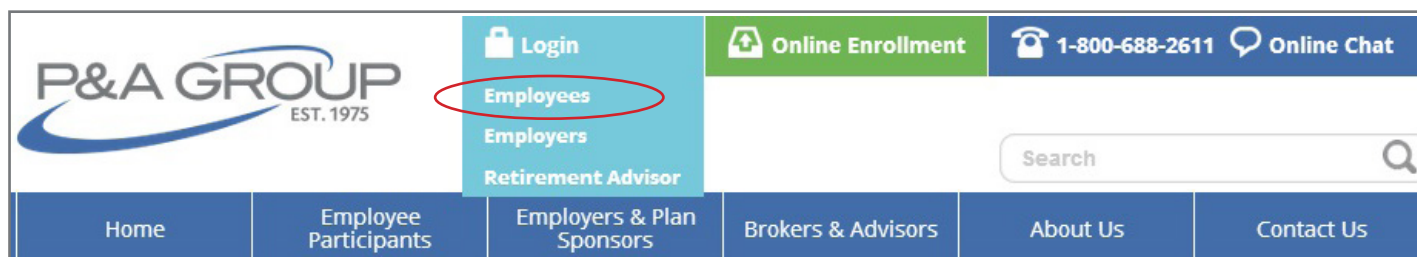 P&A GROUP
EST. 1975
Login
Employees
Employers
Retirement Advisor
Online Enrollment
1-800-688-2611
Online Chat
Search
Home
Employee
Participants
Employers & Plan
Sponsors
Brokers & Advisors
About Us
Contact Us